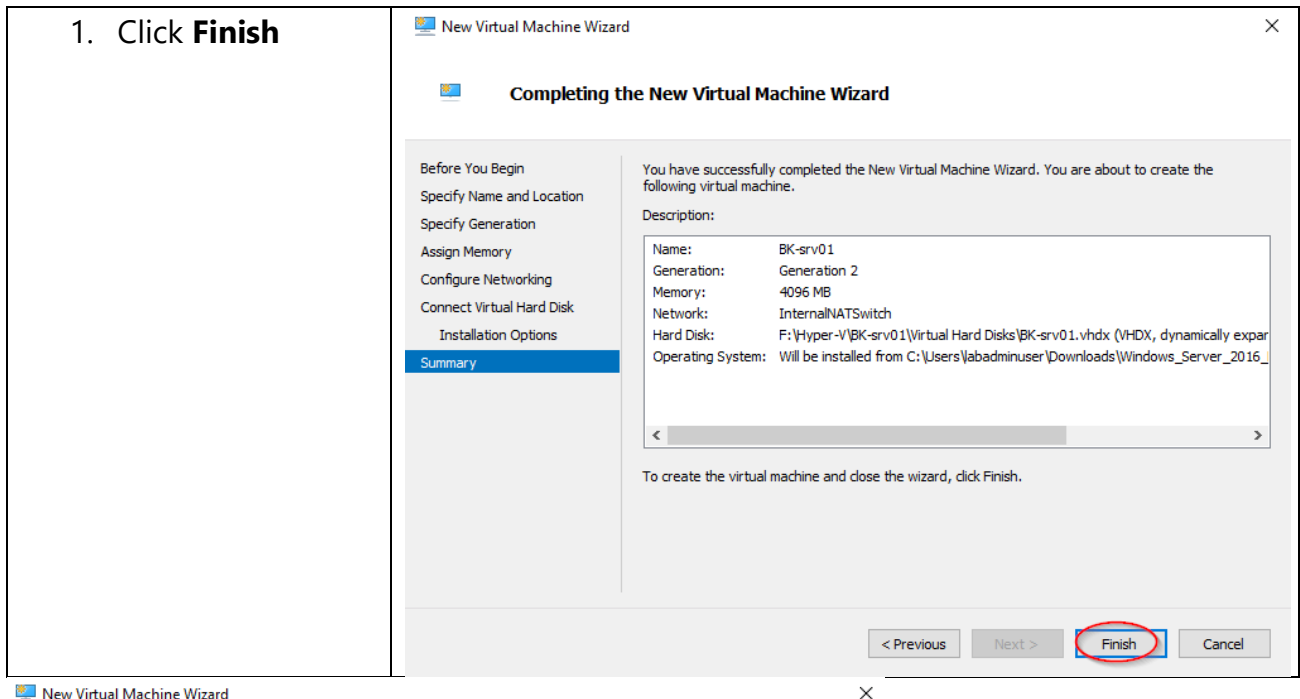 1. Click Finish
New Virtual Machine Wizard
Completing the New Virtual Machine Wizard
Before You Begin
Specify Name and Location
Specify Generation
Assign Memory
Configure Networking
Connect Virtual Hard Disk
Installation Options
Summary
You have successfully completed the New Virtual Machine Wizard. You are about to create the
following virtual machine.
Description:
Name: BK-srv01
Generation: Generation 2
Memory: 4096 MB
Network: InternalNATSwitch
Hard Disk: F:\Hyper-V\BK-srv01\Virtual Hard Disks\BK-srv01.vhdx (VHDX, dynamically expar
Operating System: Will be installed from C:\Users\labadminuser\Downloads\Windows_Server_2016_
To create the virtual machine and close the wizard, click Finish.
< Previous Next > Finish Cancel
New Virtual Machine Wizard